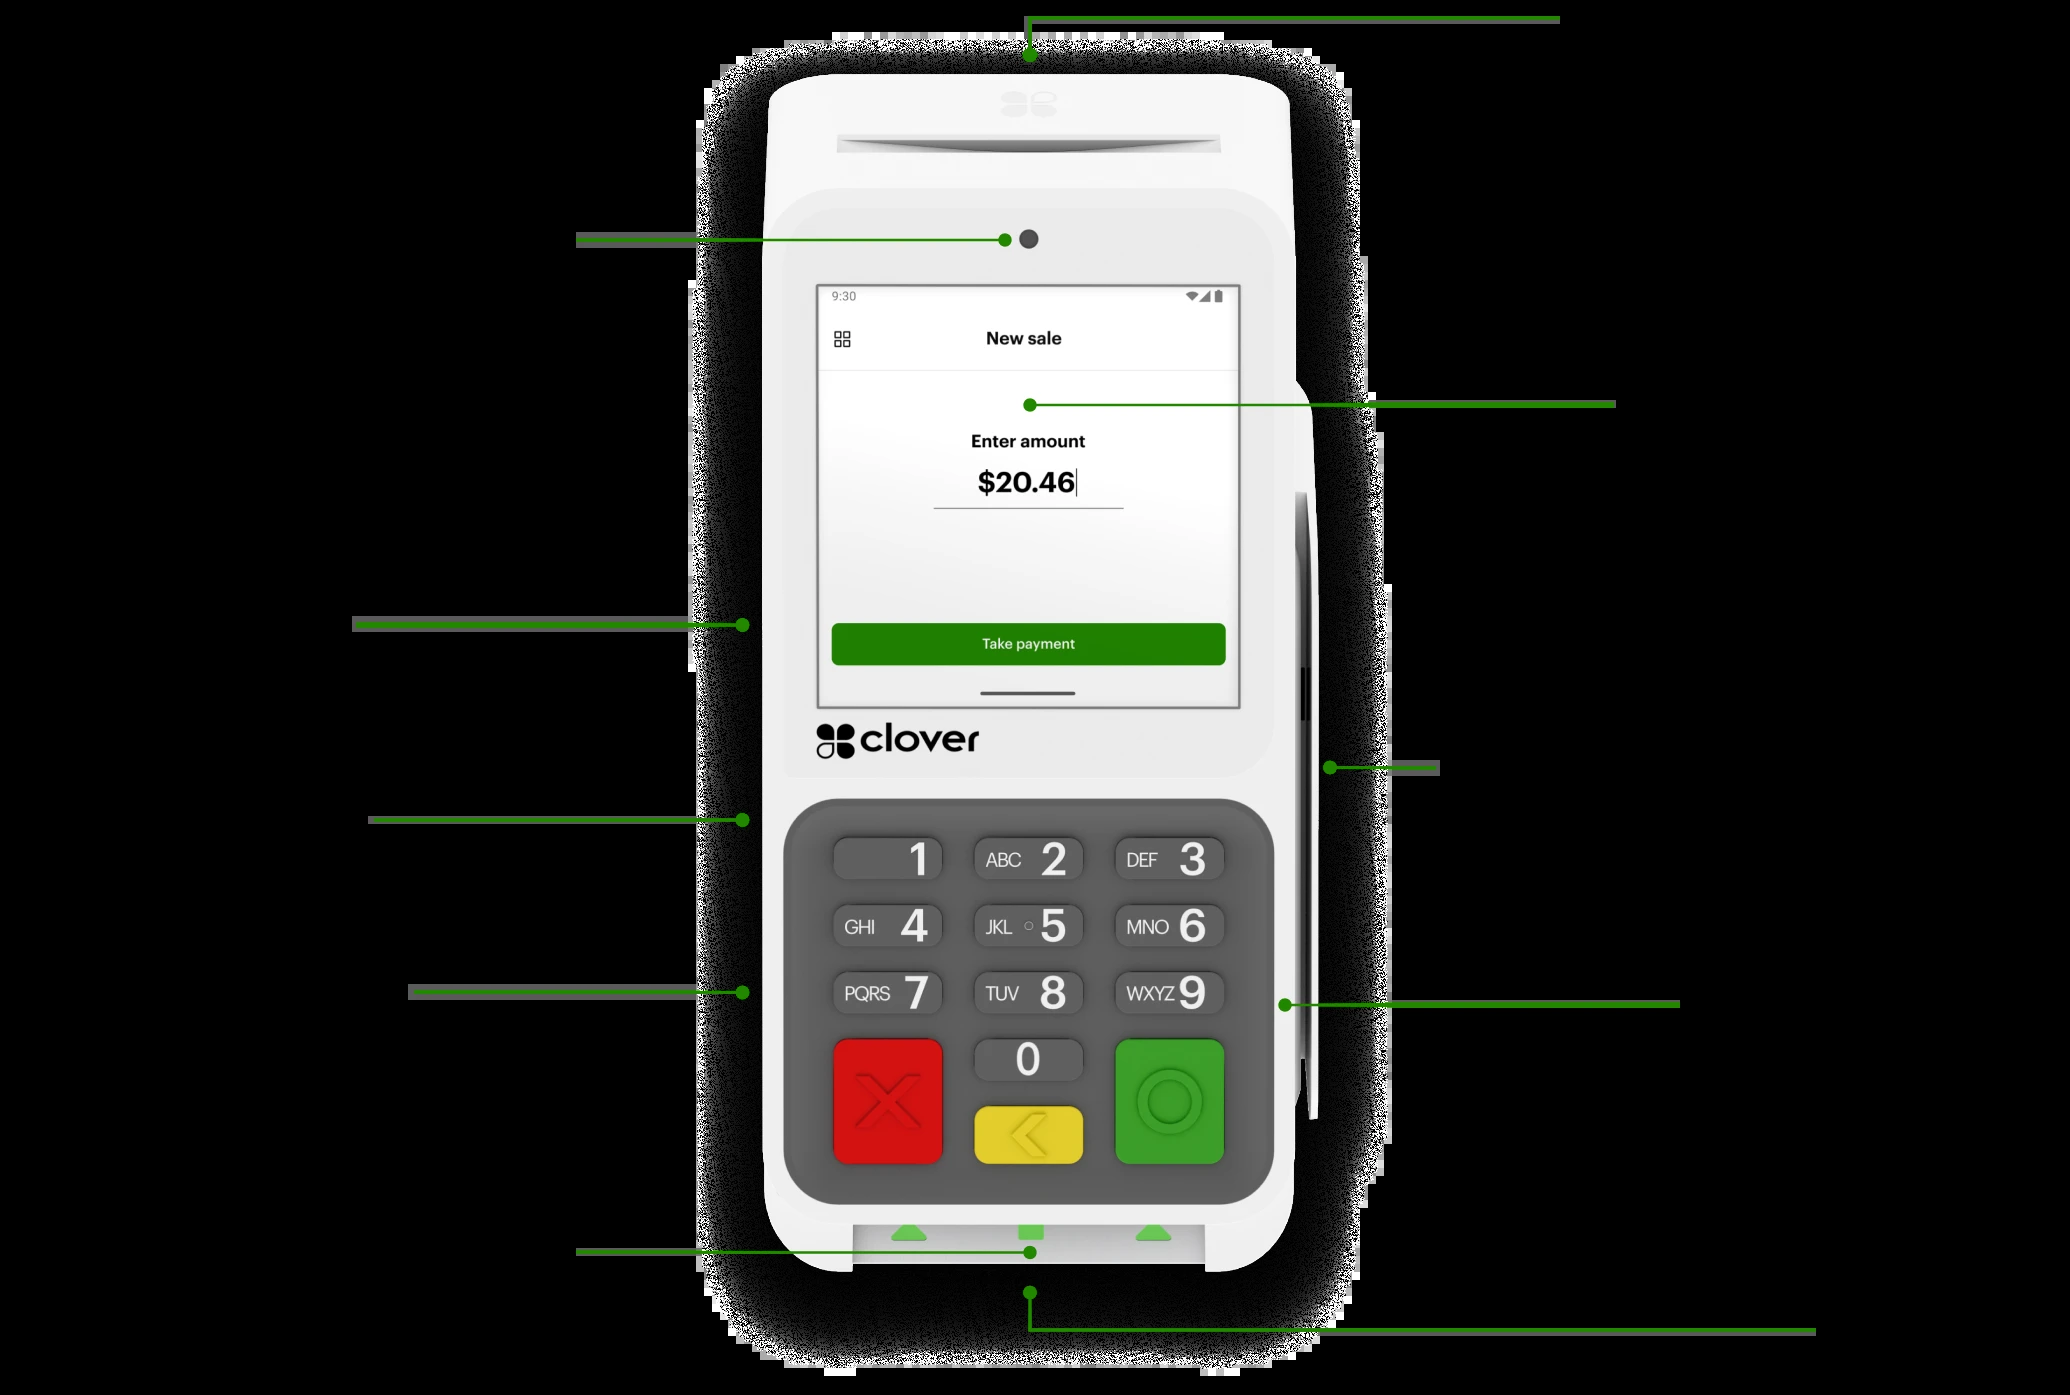 9:30
New sale
Enter amount
$20.46
Take payment
clover
1 ABC 2 DEF 3
GHI 4 JKL 5 MNO 6
PQRS 7 TUV 8 WXYZ 9
0